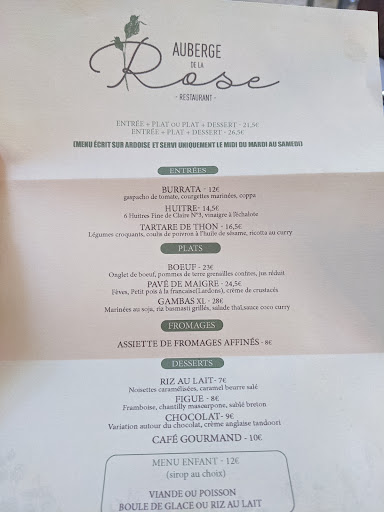 AUBERGE
DE LA
Rose
- RESTAURANT -
ENTRÉE + PLAT OU PLAT + DESSERT - 21,5€
ENTRÉE + PLAT + DESSERT - 26,5€
(MENU ÉCRIT SUR ARDOISE ET SERVI UNIQUEMENT LE MIDI DU MARDI AU SAMEDI)
ENTRÉES
BURRATA - 12€
gaspacho de tomate, courgettes marinées, coppa
HUITRE- 14,5€
6 Huitres Fine de Claire N°3, vinaigre à l'échalote
TARTARE DE THON - 16,5€
Légumes croquants, coulis de poivron à l'huile de sésame, ricotta au curry
PLATS
BOEUF - 23€
Onglet de boeuf, pommes de terre grenailles confites, jus réduit
PAVÉ DE MAIGRE - 24,5€
Fèves, Petit pois à la francaise(Lardons), crème de crustacés
GAMBAS XL - 28€
Marinées au soja, riz basmasti grillés, salade thaï,sauce coco curry
FROMAGES
ASSIETTE DE FROMAGES AFFINÉS - 8€
DESSERTS
RIZ AU LAIT- 7€
Noisettes caramélisées, caramel beurre salé
FIGUE - 8€
Framboise, chantilly mascarpone, sablé breton
CHOCOLAT- 9€
Variation autour du chocolat, crème anglaise tandoori
CAFÉ GOURMAND - 10€
MENU ENFANT - 12€
(sirop au choix)
VIANDE OU POISSON
BOULE DE GLACE OU RIZ AU LAIT